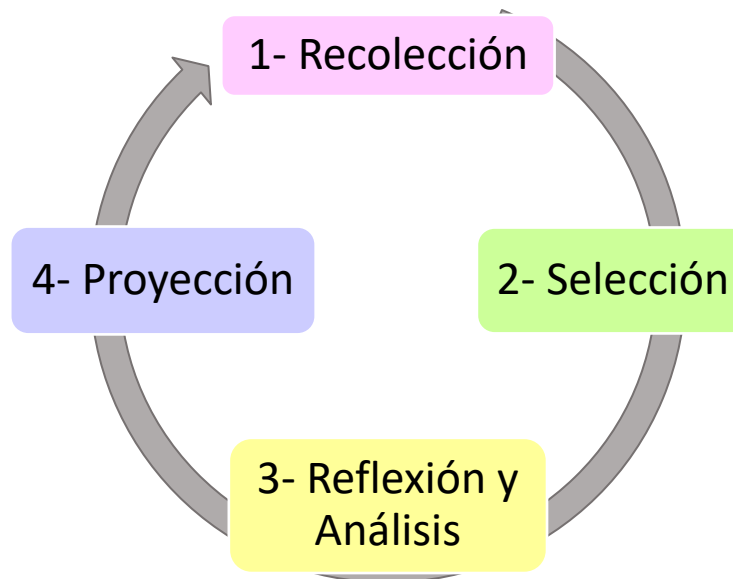 1- Recolección
2- Selección
3- Reflexión y
Análisis
4- Proyección